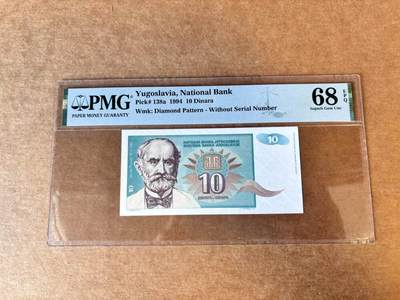 PMG
PAPER MONEY GUARANTY
Yugoslavia, National Bank
Pick# 138a 1994 10 Dinara
Wmk: Diamond Pattern - Without Serial Number
68 EPQ
Superb Gem Unc
10
10